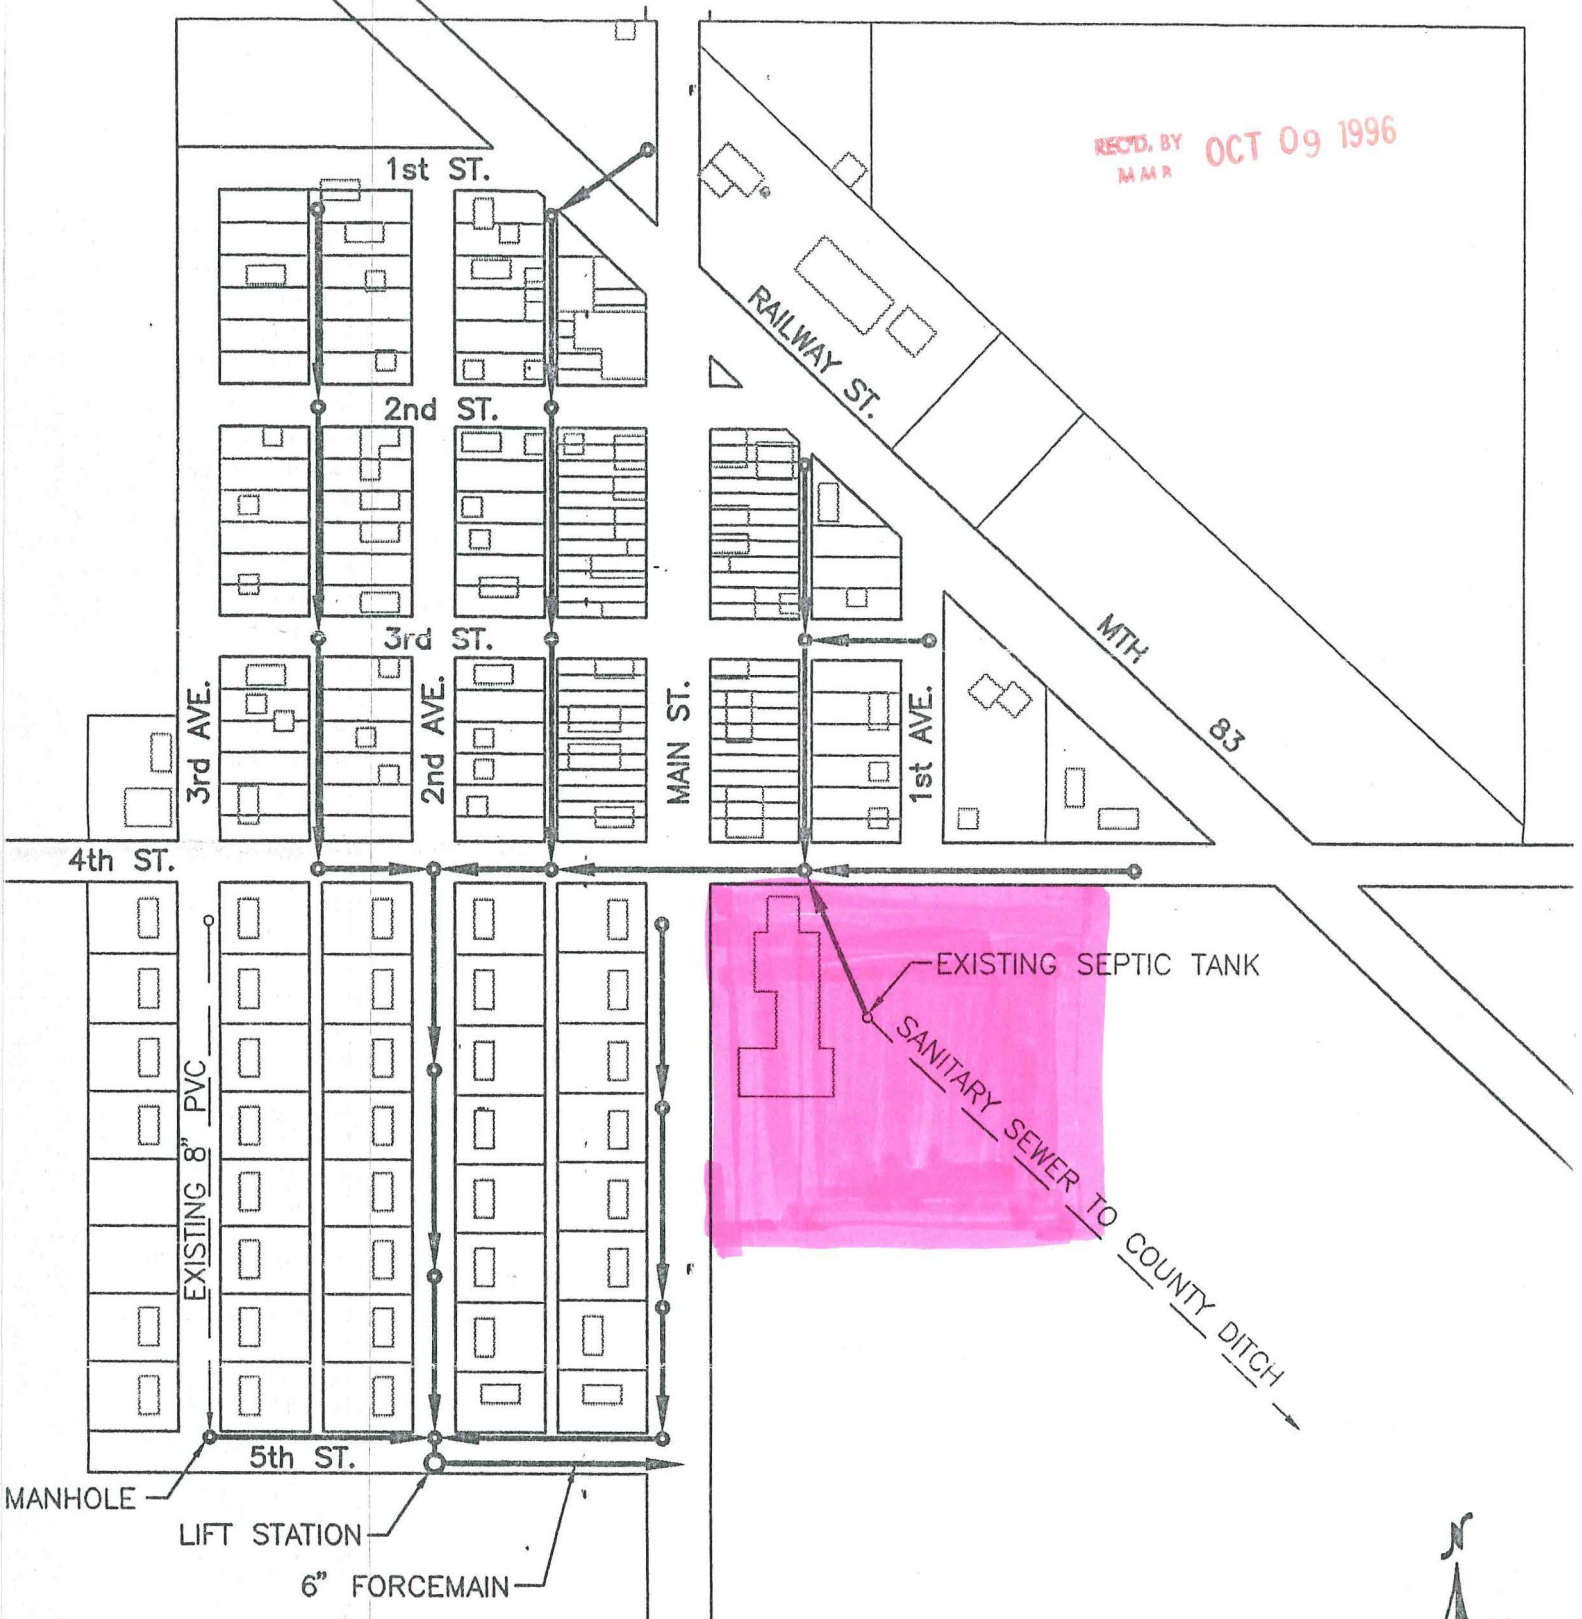 REC'D. BY OCT 09 1996
M M R
1st ST.
RAILWAY ST.
2nd ST.
3rd ST.
MTH 83
3rd AVE.
2nd AVE.
MAIN ST.
1st AVE.
4th ST.
EXISTING SEPTIC TANK
SANITARY SEWER TO COUNTY DITCH
EXISTING 8" PVC
5th ST.
MANHOLE
LIFT STATION
6" FORCEMAIN
N